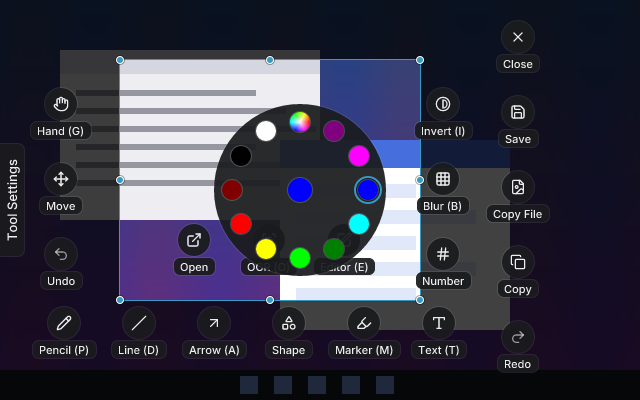 Close
Hand (G)
Invert (I)
Save
Tool Settings
Move
Blur (B)
Copy File
Undo
Open
Number
Copy
Pencil (P)
Line (D)
Arrow (A)
Shape
Marker (M)
Text (T)
Redo